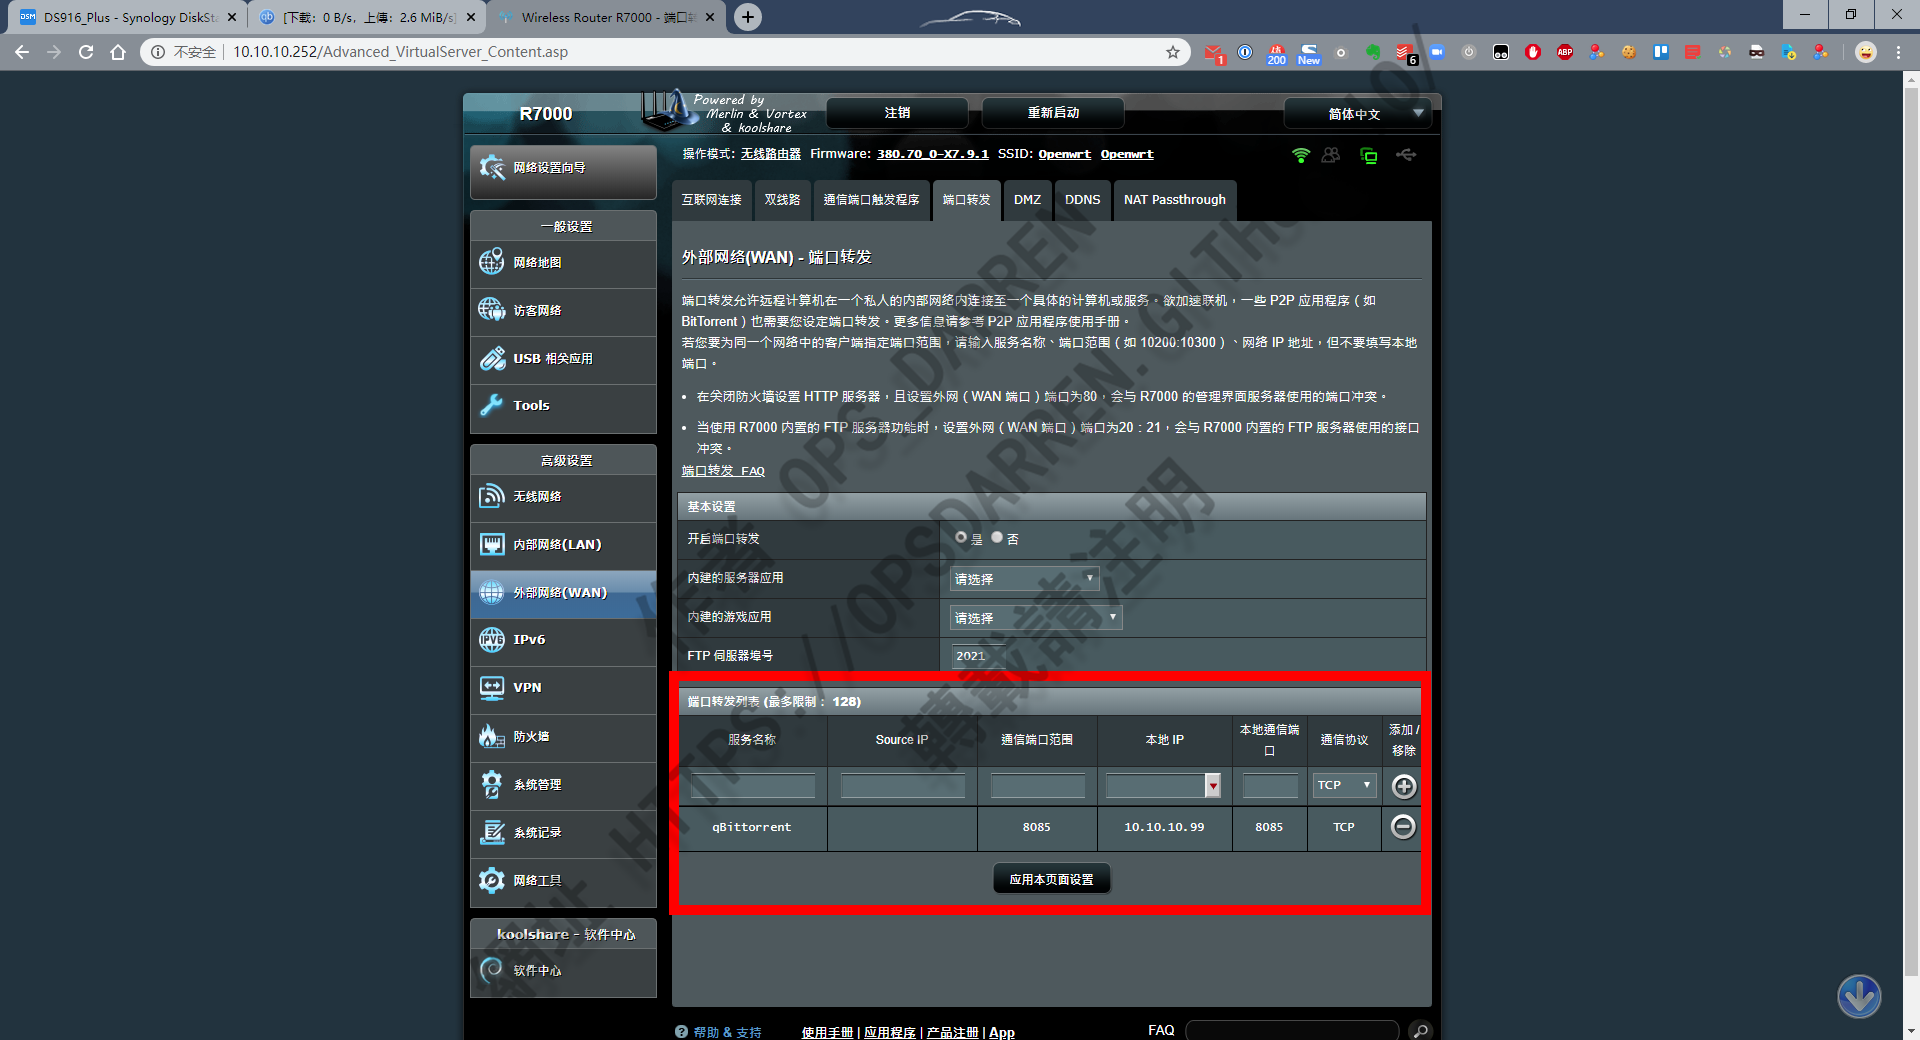 DS916_Plus - Synology DiskSta
[下載：0 B/s，上傳：2.6 MiB/s]
Wireless Router R7000 - 端口转
不安全
10.10.10.252/Advanced_VirtualServer_Content.asp
1
200
New
6
ABP
R7000
Powered by
Merlin & Vortex
& koolshare
注销
重新启动
简体中文
操作模式: 无线路由器 Firmware: 380.70_0-X7.9.1 SSID: Openwrt Openwrt
网络设置向导
一般设置
网络地图
访客网络
USB 相关应用
Tools
高级设置
无线网络
内部网络(LAN)
外部网络(WAN)
IPv6
VPN
防火墙
系统管理
系统记录
网络工具
koolshare - 软件中心
软件中心
互联网连接
双线路
通信端口触发程序
端口转发
DMZ
DDNS
NAT Passthrough
外部网络(WAN) - 端口转发
端口转发允许远程计算机在一个私人的内部网络内连接至一个具体的计算机或服务。欲加速联机，一些 P2P 应用程序（如
BitTorrent）也需要您设定端口转发。更多信息请参考 P2P 应用程序使用手册。
若您要为同一个网络中的客户端指定端口范围，请输入服务名称、端口范围（如 10200:10300）、网络 IP 地址，但不要填写本地
端口。
• 在关闭防火墙设置 HTTP 服务器，且设置外网（WAN 端口）端口为80，会与 R7000 的管理界面服务器使用的端口冲突。
• 当使用 R7000 内置的 FTP 服务器功能时，设置外网（WAN 端口）端口为20：21，会与 R7000 内置的 FTP 服务器使用的接口
冲突。
端口转发 FAQ
基本设置
开启端口转发
是
否
内建的服务器应用
请选择
内建的游戏应用
请选择
FTP 伺服器埠号
2021
端口转发列表 (最多限制： 128)
服务名称
Source IP
通信端口范围
本地 IP
本地通信端
口
通信协议
添加 /
移除
TCP
qBittorrent
8085
10.10.10.99
8085
TCP
应用本页面设置
帮助 & 支持
使用手册 | 应用程序 | 产品注册 | App
FAQ
作者 OPS_DARREN
網址 HTTPS://OPSDARREN.GITHUB.IO/
轉載請注明